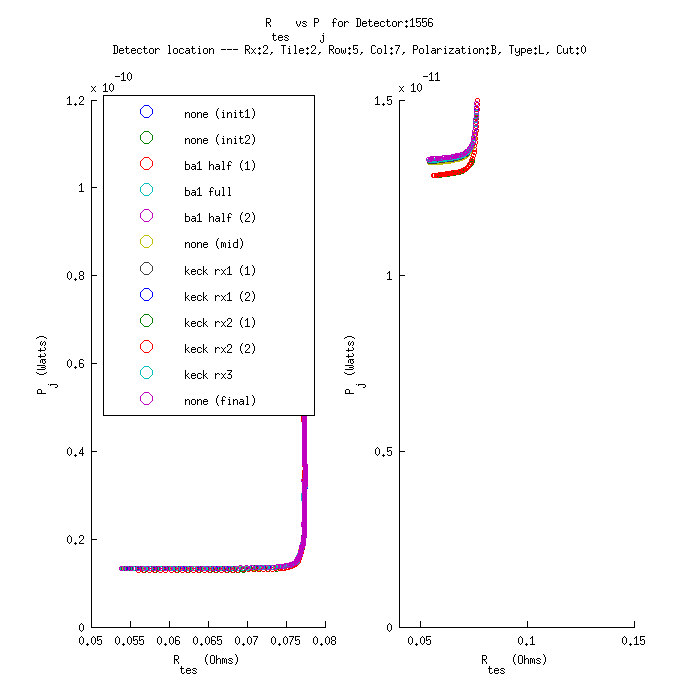 R tes vs P j for Detector:1556
Detector location --- Rx:2, Tile:2, Row:5, Col:7, Polarization:B, Type:L, Cut:0
x 10 -10
1.2
1
0.8
0.6
0.4
0.2
0
0.05 0.055 0.06 0.065 0.07 0.075 0.08
R tes (Ohms)
P j (Watts)
none (init1)
none (init2)
ba1 half (1)
ba1 full
ba1 half (2)
none (mid)
keck rx1 (1)
keck rx1 (2)
keck rx2 (1)
keck rx2 (2)
keck rx3
none (final)
x 10 -11
1.5
1
0.5
0
0.05 0.1 0.15
R tes (Ohms)
P j (Watts)